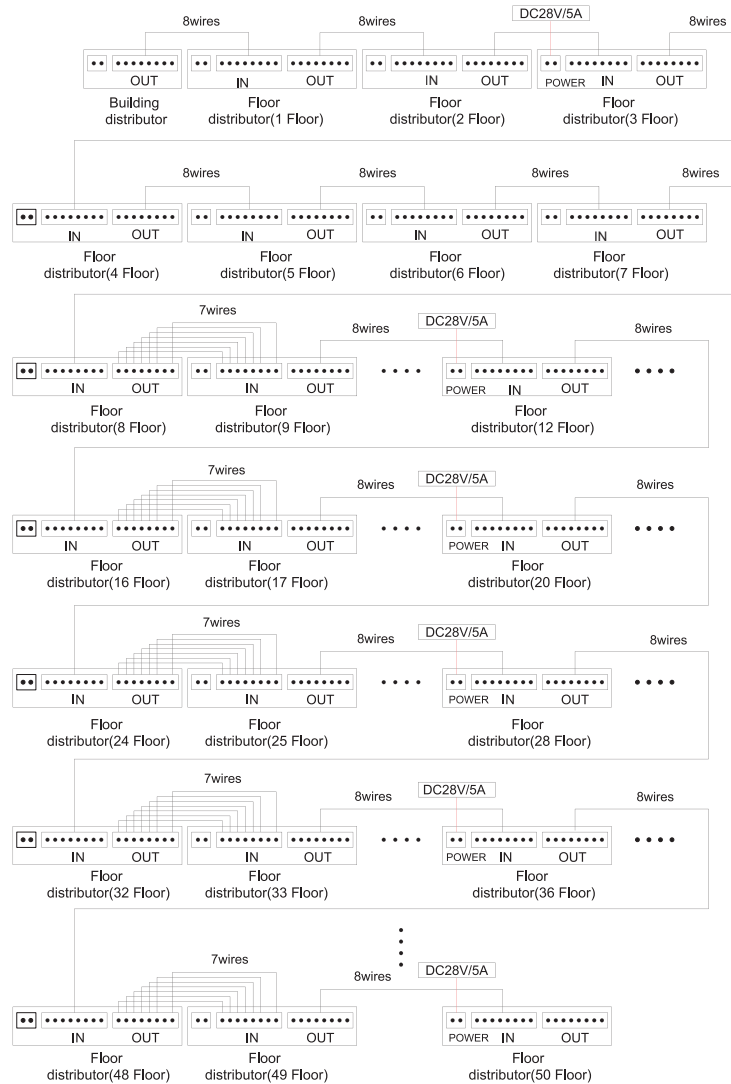 DC28V/5A
8wires 8wires 8wires
OUT IN OUT IN OUT POWER IN OUT
Building Floor Floor Floor
distributor distributor(1 Floor) distributor(2 Floor) distributor(3 Floor)
8wires 8wires 8wires 8wires
IN OUT IN OUT IN OUT IN OUT
Floor Floor Floor Floor
distributor(4 Floor) distributor(5 Floor) distributor(6 Floor) distributor(7 Floor)
7wires 8wires DC28V/5A 8wires
IN OUT IN OUT POWER IN OUT
Floor Floor Floor
distributor(8 Floor) distributor(9 Floor) distributor(12 Floor)
7wires 8wires DC28V/5A 8wires
IN OUT IN OUT POWER IN OUT
Floor Floor Floor
distributor(16 Floor) distributor(17 Floor) distributor(20 Floor)
7wires 8wires DC28V/5A 8wires
IN OUT IN OUT POWER IN OUT
Floor Floor Floor
distributor(24 Floor) distributor(25 Floor) distributor(28 Floor)
7wires 8wires DC28V/5A 8wires
IN OUT IN OUT POWER IN OUT
Floor Floor Floor
distributor(32 Floor) distributor(33 Floor) distributor(36 Floor)
7wires 8wires DC28V/5A
IN OUT IN OUT POWER IN OUT
Floor Floor Floor
distributor(48 Floor) distributor(49 Floor) distributor(50 Floor)